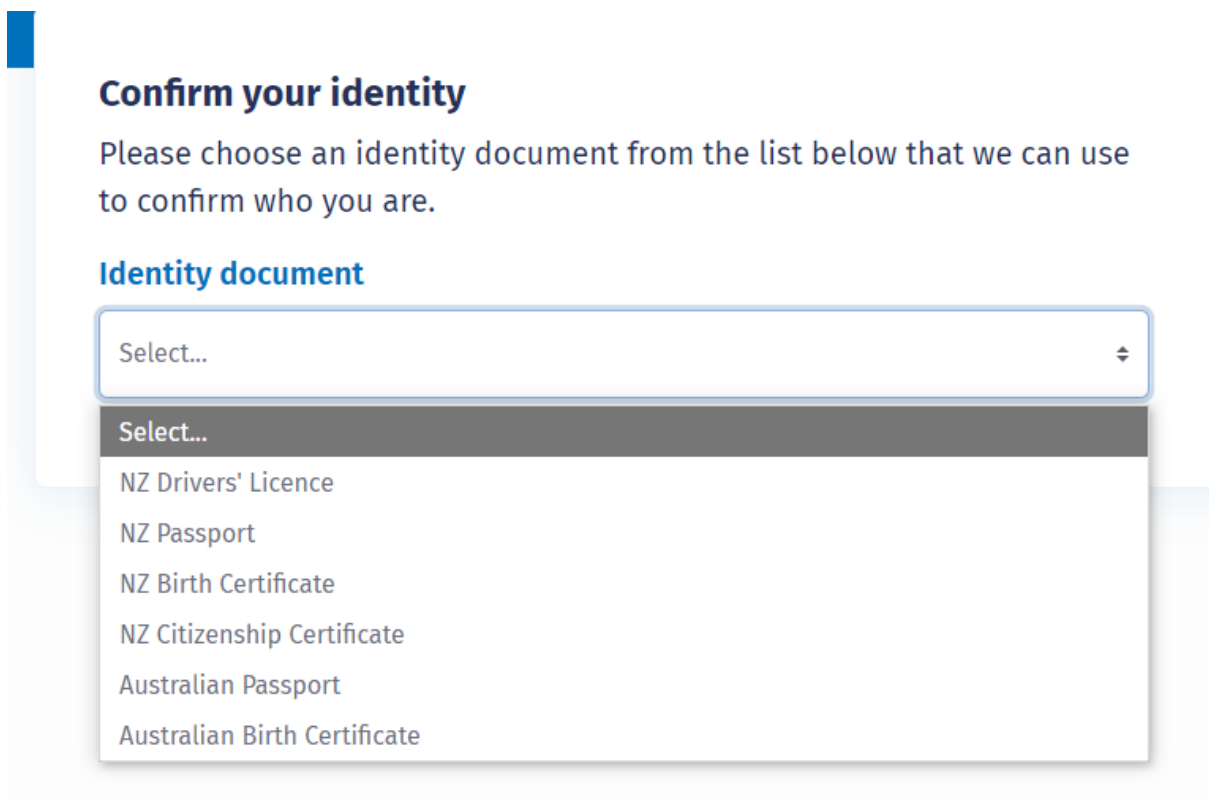 Confirm your identity
Please choose an identity document from the list below that we can use
to confirm who you are.
Identity document
Select...
Select...
NZ Drivers' Licence
NZ Passport
NZ Birth Certificate
NZ Citizenship Certificate
Australian Passport
Australian Birth Certificate